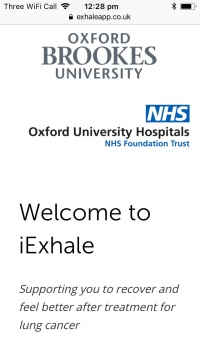 Three WiFi Call 12:28 pm
exhaleapp.co.uk
OXFORD
BROOKES
UNIVERSITY
NHS
Oxford University Hospitals
NHS Foundation Trust
Welcome to
iExhale
Supporting you to recover and
feel better after treatment for
lung cancer